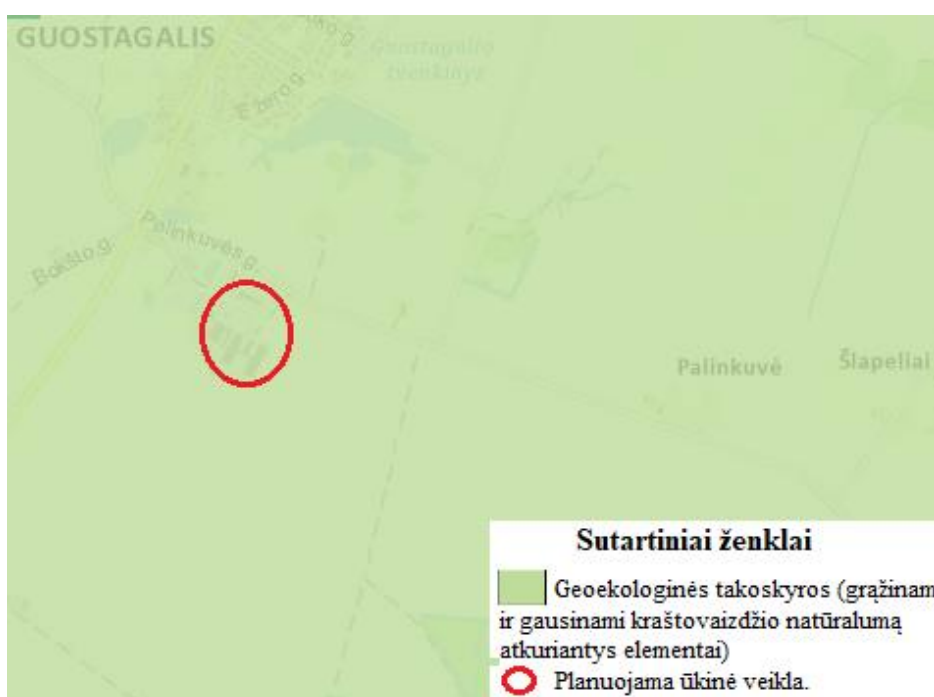 GUOSTAGALIS
Guostagalio
tvenkinys
Ežero g.
Palinkuvės g.
Bokšto g.
Palinkuvė
Šlapeliai
Sutartiniai ženklai
Geoekologinės takoskyros (grąžinam
ir gausinami kraštovaizdžio natūralumą
atkuriantys elementai)
Planuojama ūkinė veikla.